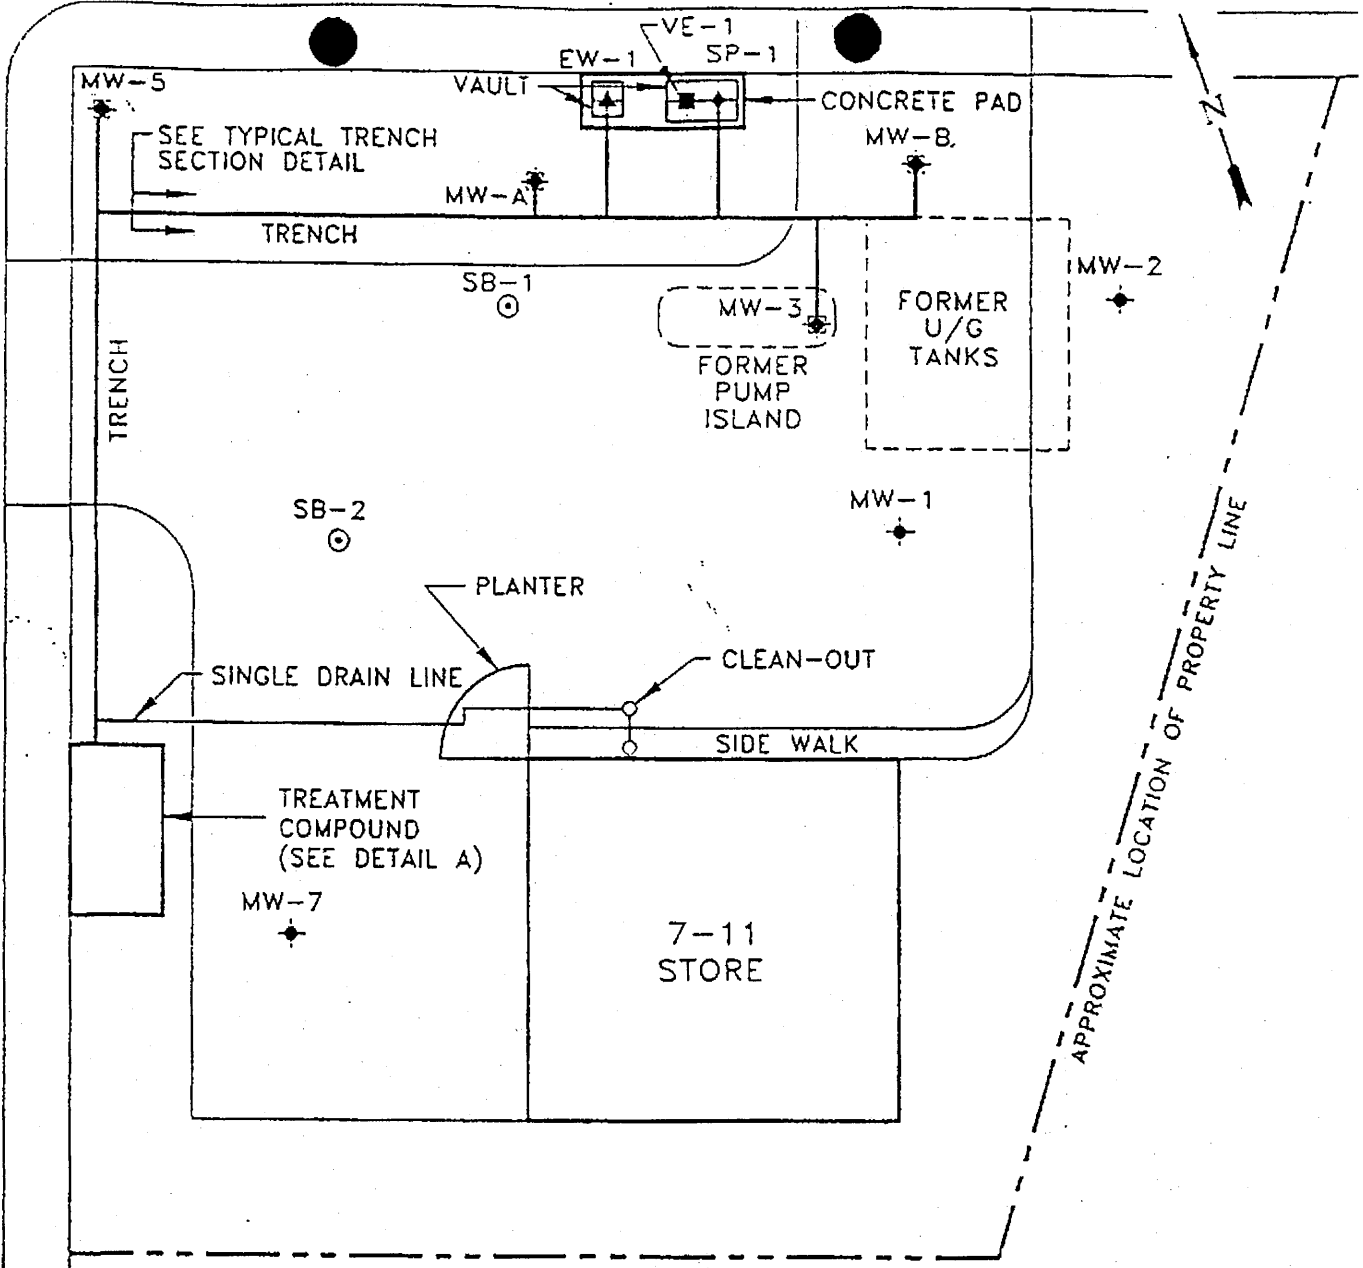 VE-1
EW-1
SP-1
MW-5
VAULT
CONCRETE PAD
SEE TYPICAL TRENCH
SECTION DETAIL
MW-B
MW-A
TRENCH
SB-1
MW-3
FORMER
U/G
TANKS
MW-2
Z
FORMER
PUMP
ISLAND
TRENCH
SB-2
MW-1
PLANTER
SINGLE DRAIN LINE
CLEAN-OUT
SIDE WALK
APPROXIMATE LOCATION OF PROPERTY LINE
TREATMENT
COMPOUND
(SEE DETAIL A)
MW-7
7-11
STORE